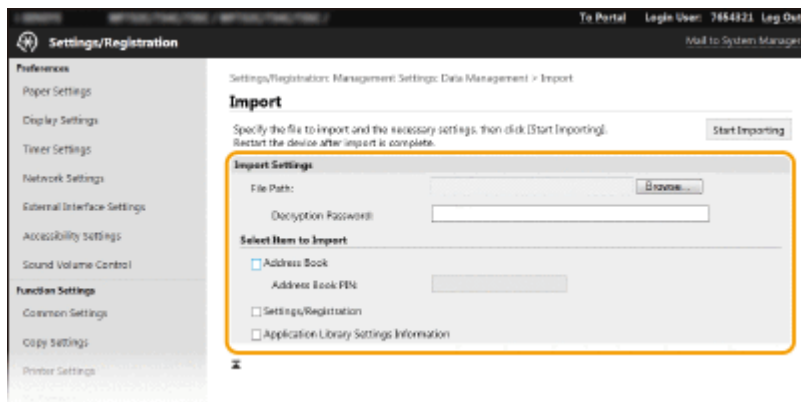 To Portal Login User: 7654321 Log Out
Settings/Registration
Mail to System Manager
Preferences
Paper Settings
Display Settings
Timer Settings
Network Settings
External Interface Settings
Accessibility Settings
Sound Volume Control
Function Settings
Common Settings
Copy Settings
Printer Settings
Settings/Registration: Management Settings: Data Management > Import
Import
Specify the file to import and the necessary settings, then click [Start Importing].
Restart the device after import is complete.
Start Importing
Import Settings
File Path:
Browse...
Decryption Password:
Select Item to Import
Address Book
Address Book PIN:
Settings/Registration
Application Library Settings Information